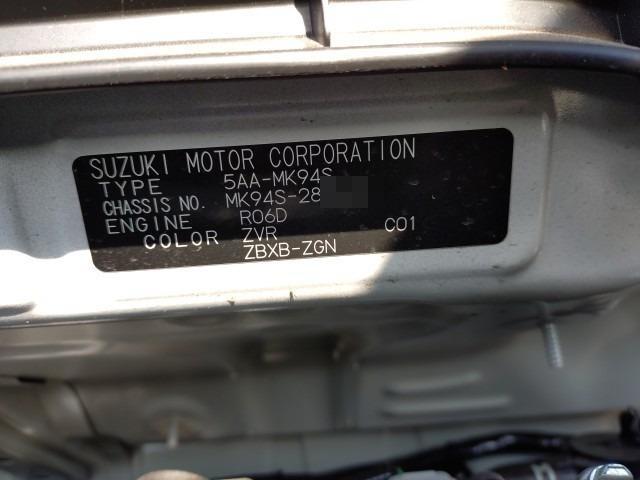 SUZUKI MOTOR CORPORATION
TYPE 5AA-MK94S
CHASSIS NO. MK94S-28
ENGINE R06D
COLOR ZVR C01
ZBXB-ZGN